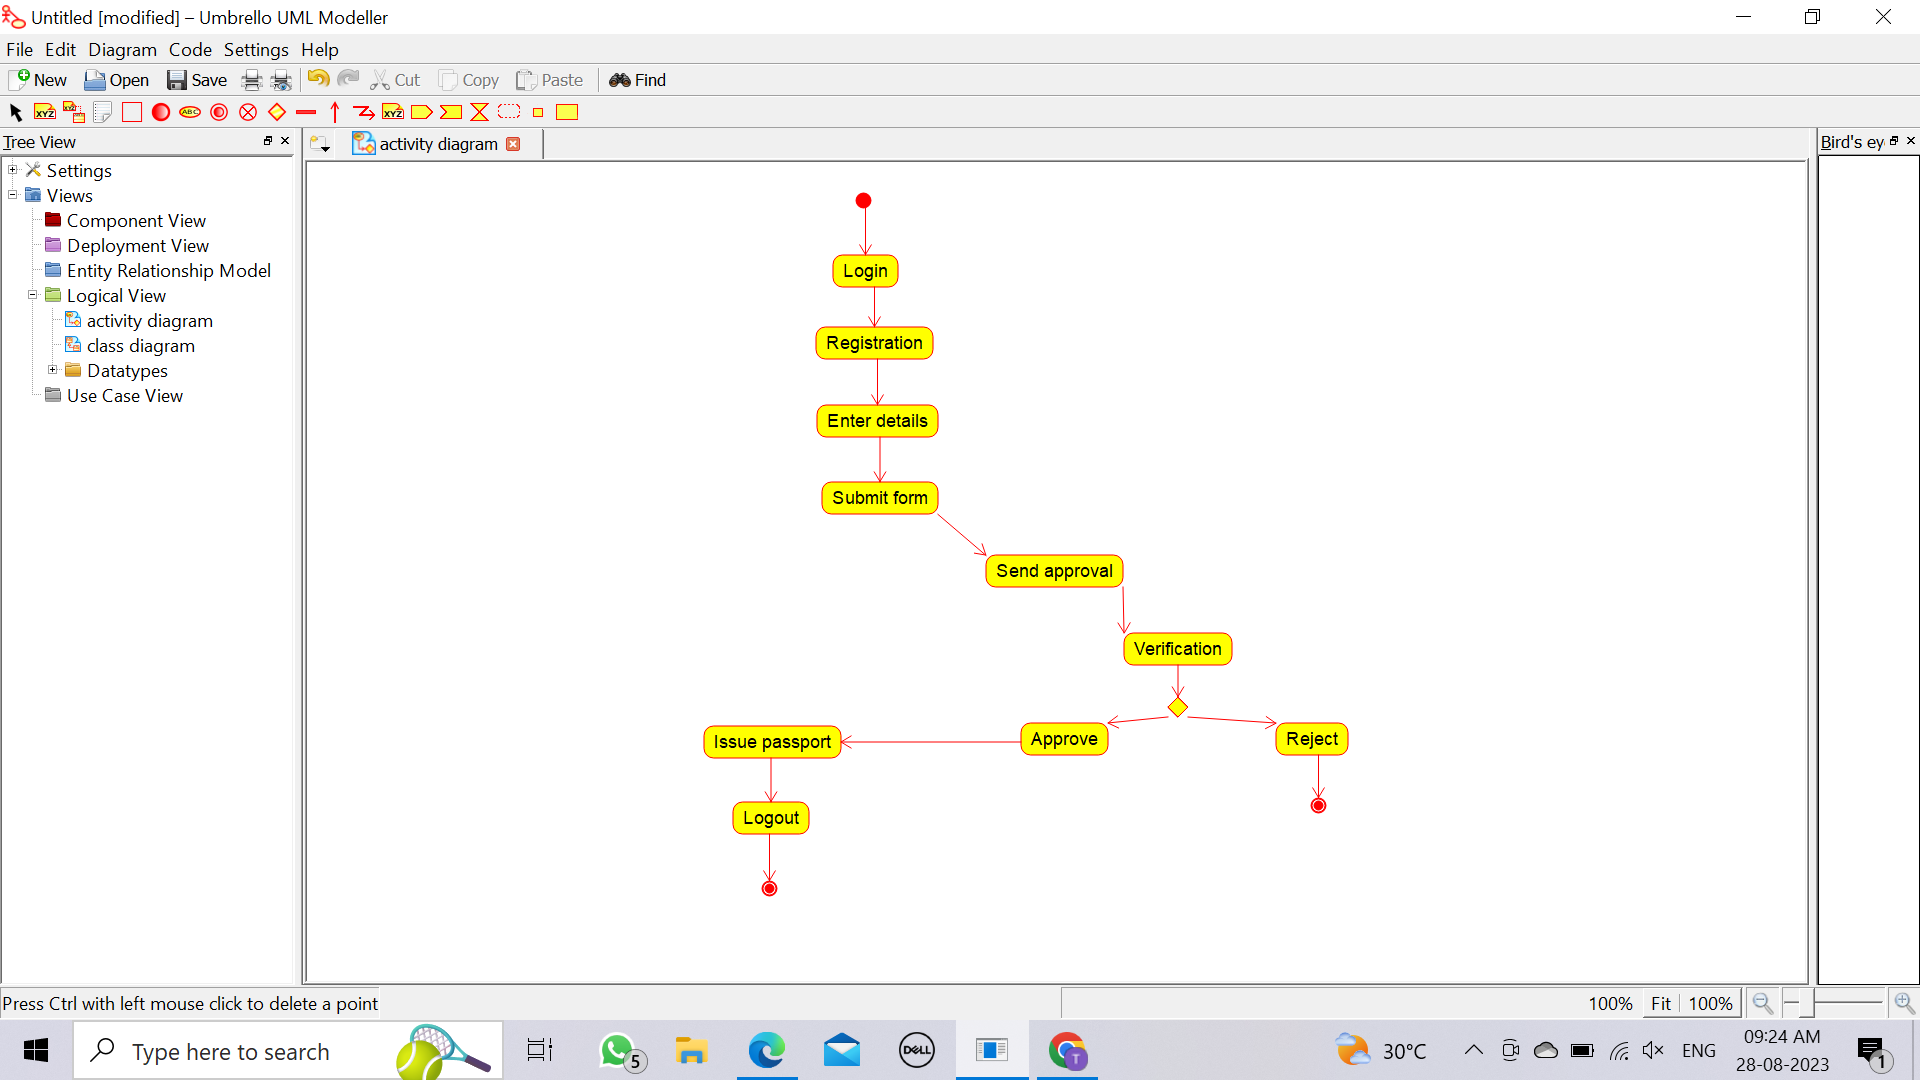 Untitled [modified] – Umbrello UML Modeller
File Edit Diagram Code Settings Help
New Open Save Cut Copy Paste Find
XYZ ABC XYZ
Tree View
activity diagram
Bird's ey
Settings
Views
Component View
Deployment View
Entity Relationship Model
Logical View
activity diagram
class diagram
Datatypes
Use Case View
Login
Registration
Enter details
Submit form
Send approval
Verification
Issue passport
Approve
Reject
Logout
Press Ctrl with left mouse click to delete a point
100% Fit 100%
Type here to search
5
DELL
T
30°C
ENG
09:24 AM
28-08-2023
1